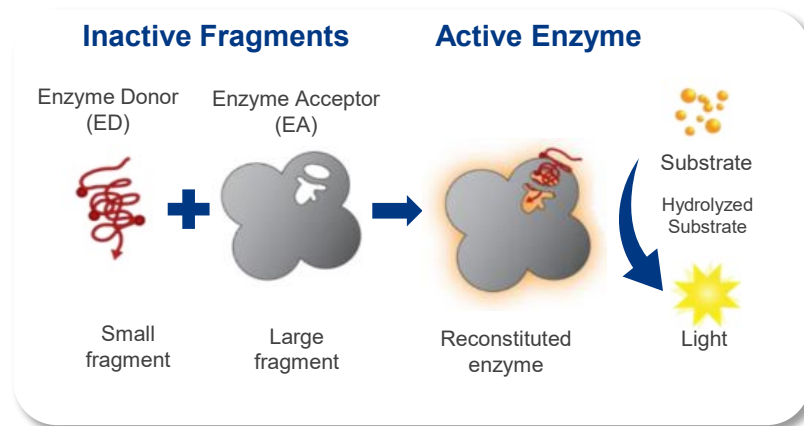 Inactive Fragments
Active Enzyme
Enzyme Donor
(ED)
Enzyme Acceptor
(EA)
Substrate
Hydrolyzed
Substrate
Small
fragment
Large
fragment
Reconstituted
enzyme
Light